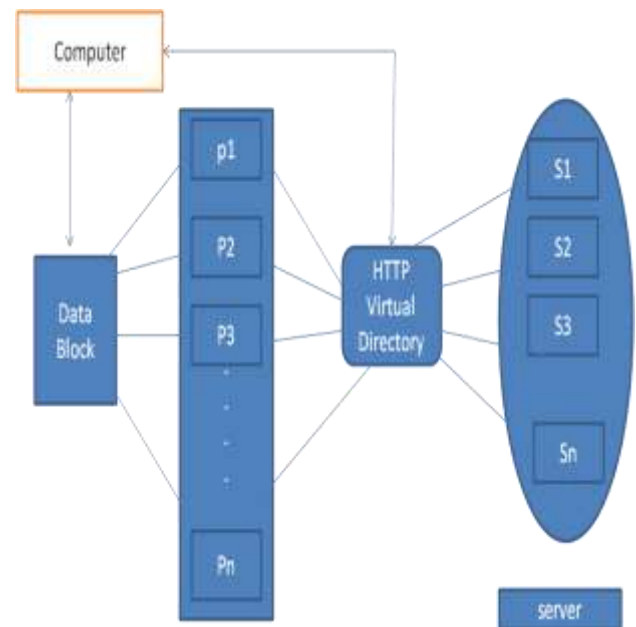 Computer
p1
P2
P3
Pn
Data
Block
HTTP
Virtual
Directory
S1
S2
S3
Sn
server